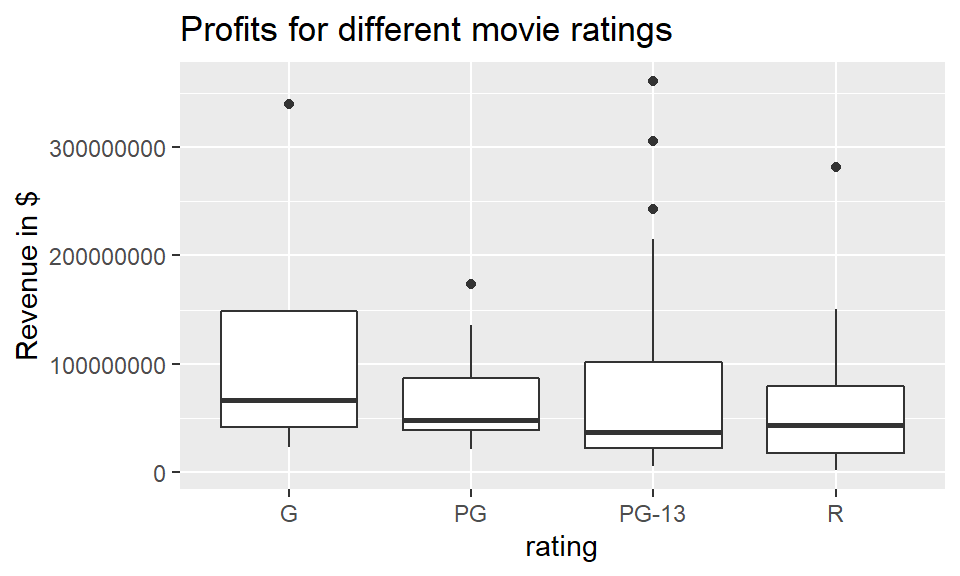 Profits for different movie ratings
Revenue in $
300000000
200000000
100000000
0
G
PG
PG-13
R
rating